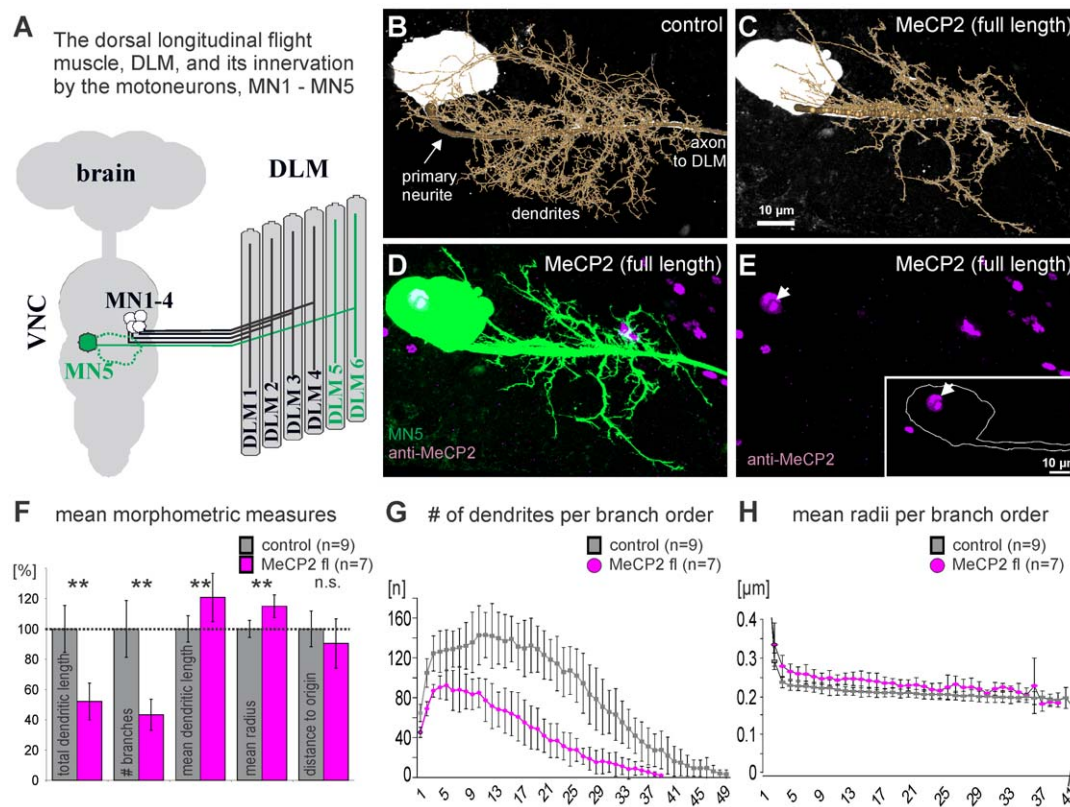 A
The dorsal longitudinal flight
muscle, DLM, and its innervation
by the motoneurons, MN1 - MN5
brain
DLM
VNC
MN1-4
MN5
DLM 1
DLM 2
DLM 3
DLM 4
DLM 5
DLM 6
B
control
primary
neurite
dendrites
axon
to DLM
C
MeCP2 (full length)
10 µm
D
MeCP2 (full length)
MN5
anti-MeCP2
E
MeCP2 (full length)
anti-MeCP2
10 µm
F mean morphometric measures
control (n=9)
MeCP2 fl (n=7)
[%]
** ** ** ** n.s.
120
100
80
60
40
20
0
total dendritic length
# branches
mean dendritic length
mean radius
distance to origin
G # of dendrites per branch order
control (n=9)
MeCP2 fl (n=7)
[n]
160
120
80
40
0
1 5 9 13 17 21 25 29 33 37 41 45 49
H mean radii per branch order
control (n=9)
MeCP2 fl (n=7)
[µm]
0.4
0.3
0.2
0.1
0
1 5 9 13 17 21 25 29 33 37 41